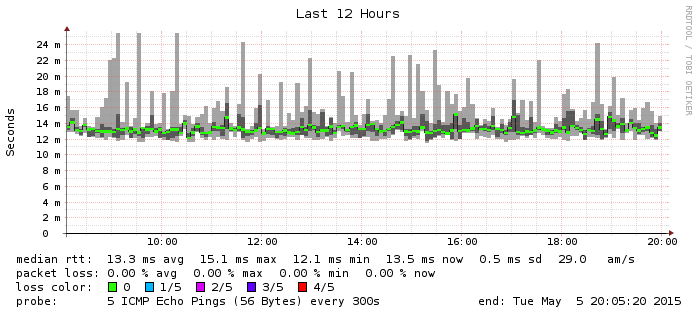 Last 12 Hours
RRDTOOL / TOBI OETIKER
Seconds
24 m
22 m
20 m
18 m
16 m
14 m
12 m
10 m
8 m
6 m
4 m
2 m
0
10:00 12:00 14:00 16:00 18:00 20:00
median rtt: 13.3 ms avg 15.1 ms max 12.1 ms min 13.5 ms now 0.5 ms sd 29.0 am/s
packet loss: 0.00 % avg 0.00 % max 0.00 % min 0.00 % now
loss color: 0 1/5 2/5 3/5 4/5
probe: 5 ICMP Echo Pings (56 Bytes) every 300s end: Tue May 5 20:05:20 2015